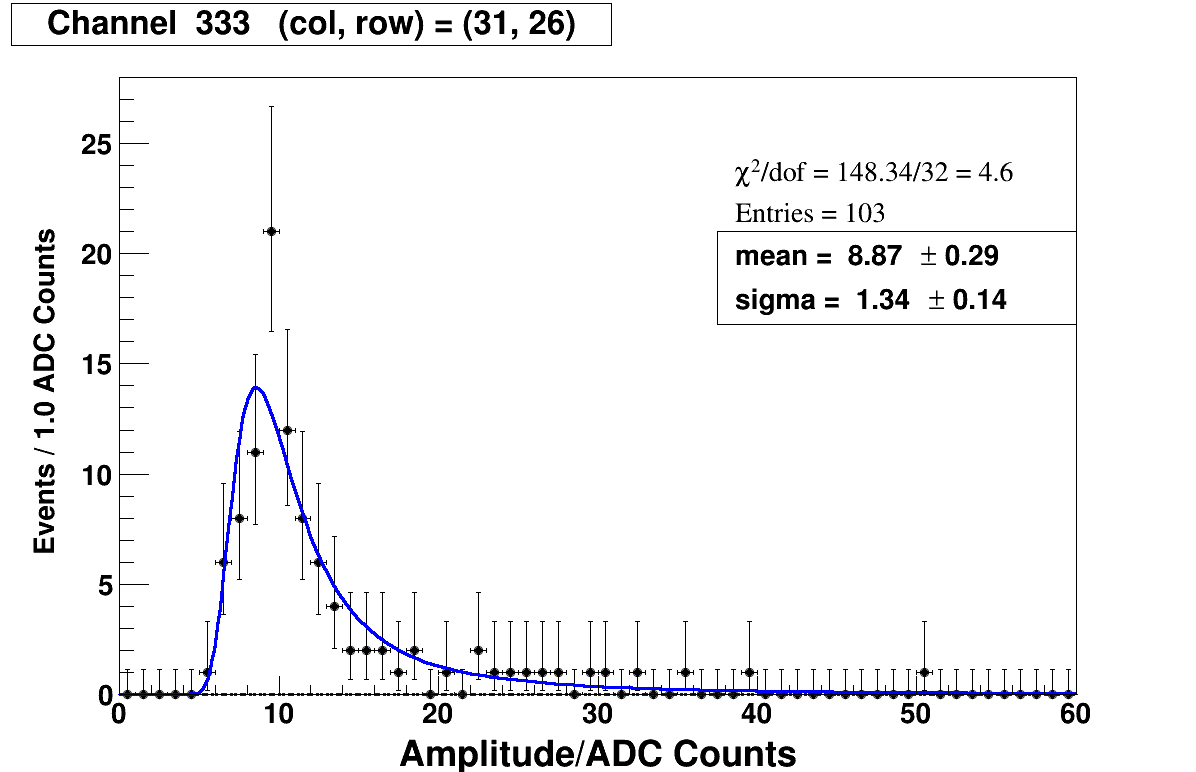 Channel 333 (col, row) = (31, 26)
χ²/dof = 148.34/32 = 4.6
Entries = 103
mean = 8.87 ± 0.29
sigma = 1.34 ± 0.14
Events / 1.0 ADC Counts
25
20
15
10
5
0
0 10 20 30 40 50 60
Amplitude/ADC Counts